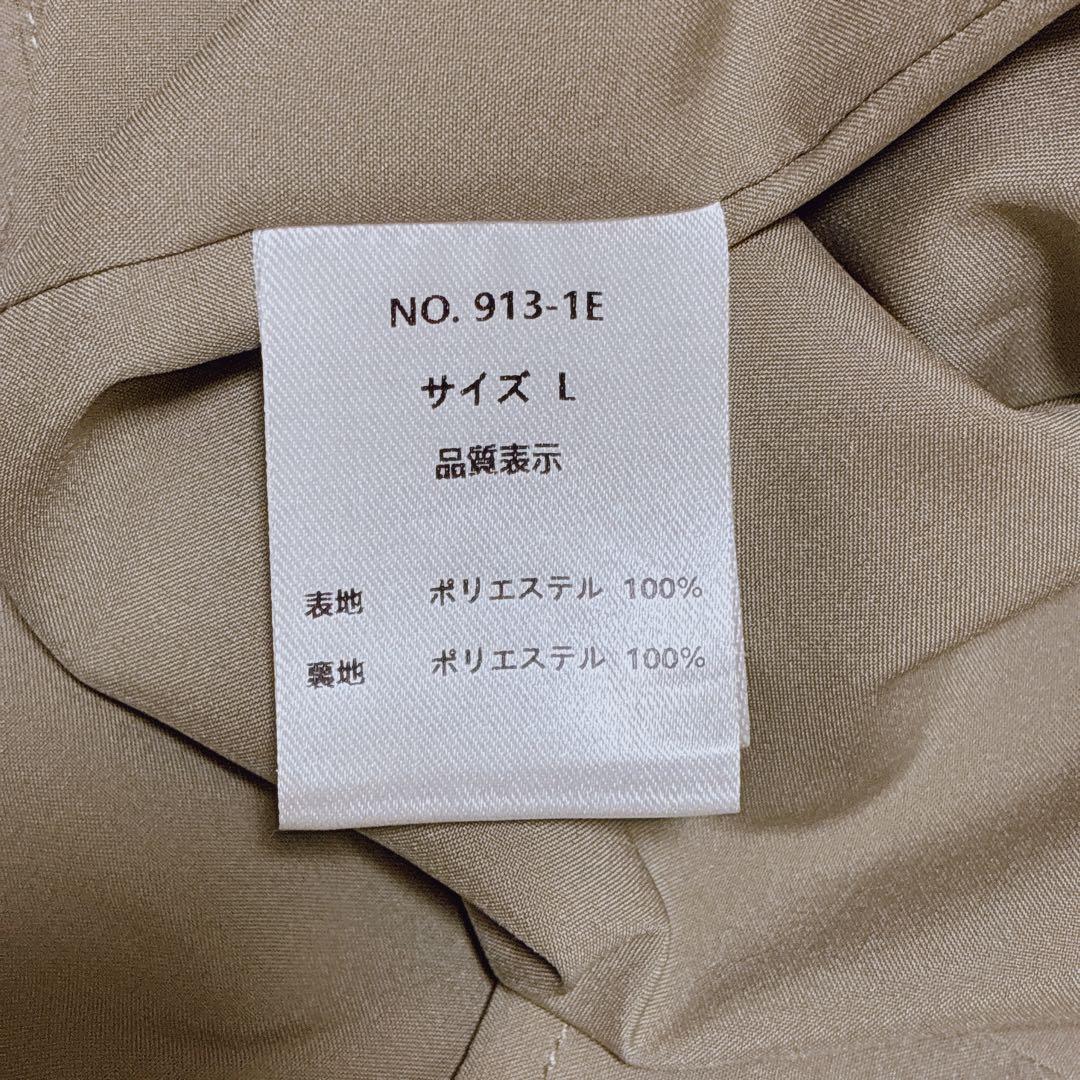 NO. 913-1E
サイズ L
品質表示
表地 ポリエステル 100%
裏地 ポリエステル 100%